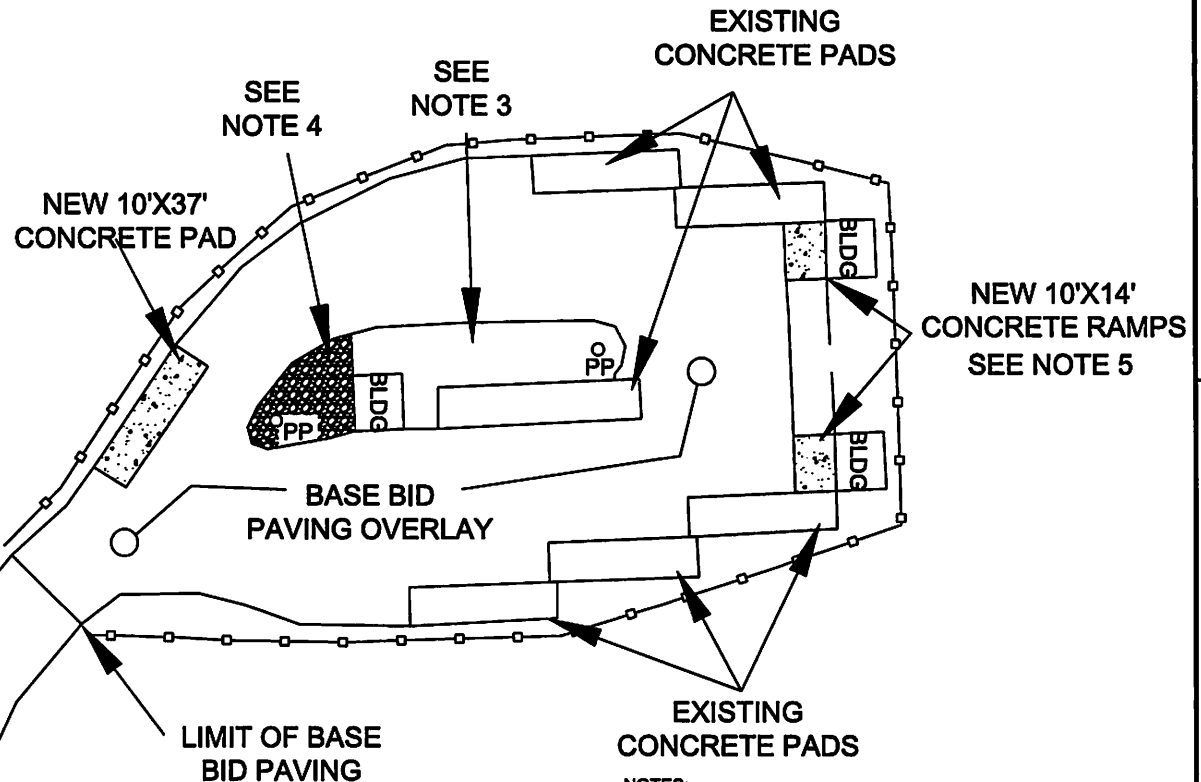 EXISTING
CONCRETE PADS
SEE
NOTE 3
SEE
NOTE 4
NEW 10'X37'
CONCRETE PAD
BLDG
NEW 10'X14'
CONCRETE RAMPS
SEE NOTE 5
PP
BLDG
PP
BLDG
BASE BID
PAVING OVERLAY
EXISTING
CONCRETE PADS
LIMIT OF BASE
BID PAVING
NOTES: